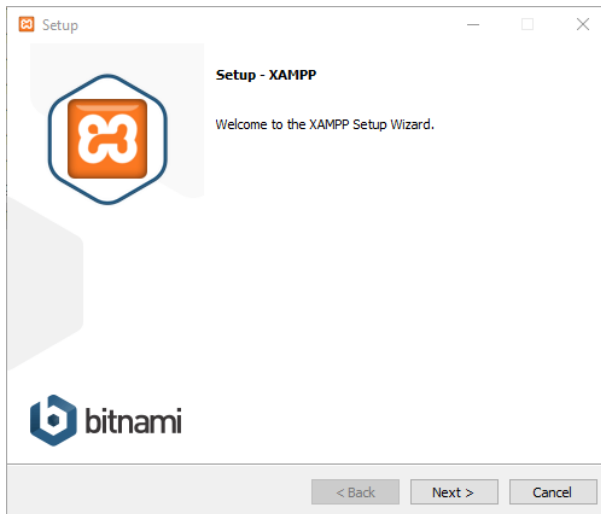 Setup
Setup - XAMPP
Welcome to the XAMPP Setup Wizard.
bitnami
< Back
Next >
Cancel